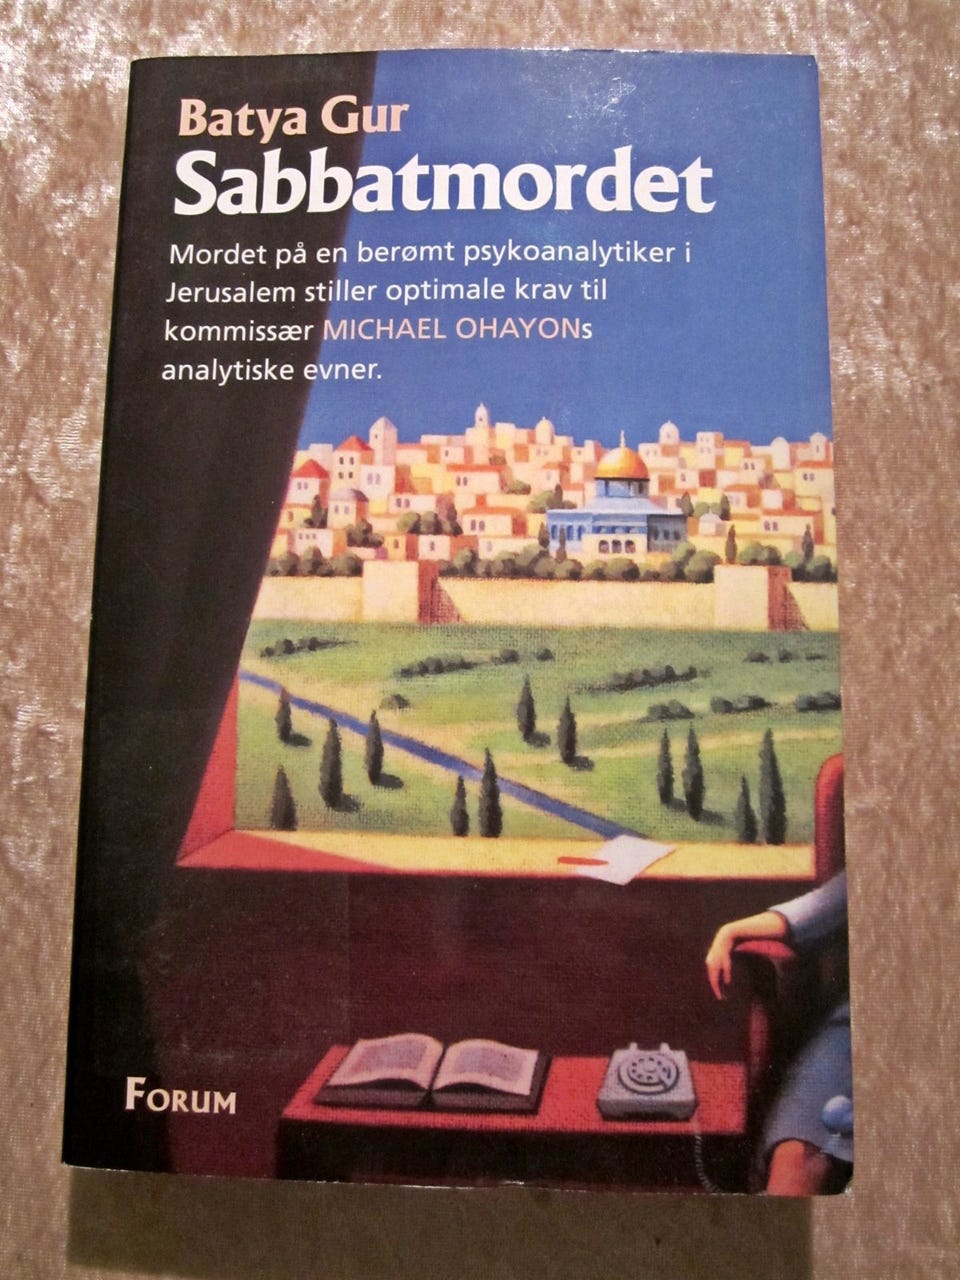 Batya Gur
Sabbatmordet
Mordet på en berømt psykoanalytiker i
Jerusalem stiller optimale krav til
kommissær MICHAEL OHAYONs
analytiske evner.
FORUM